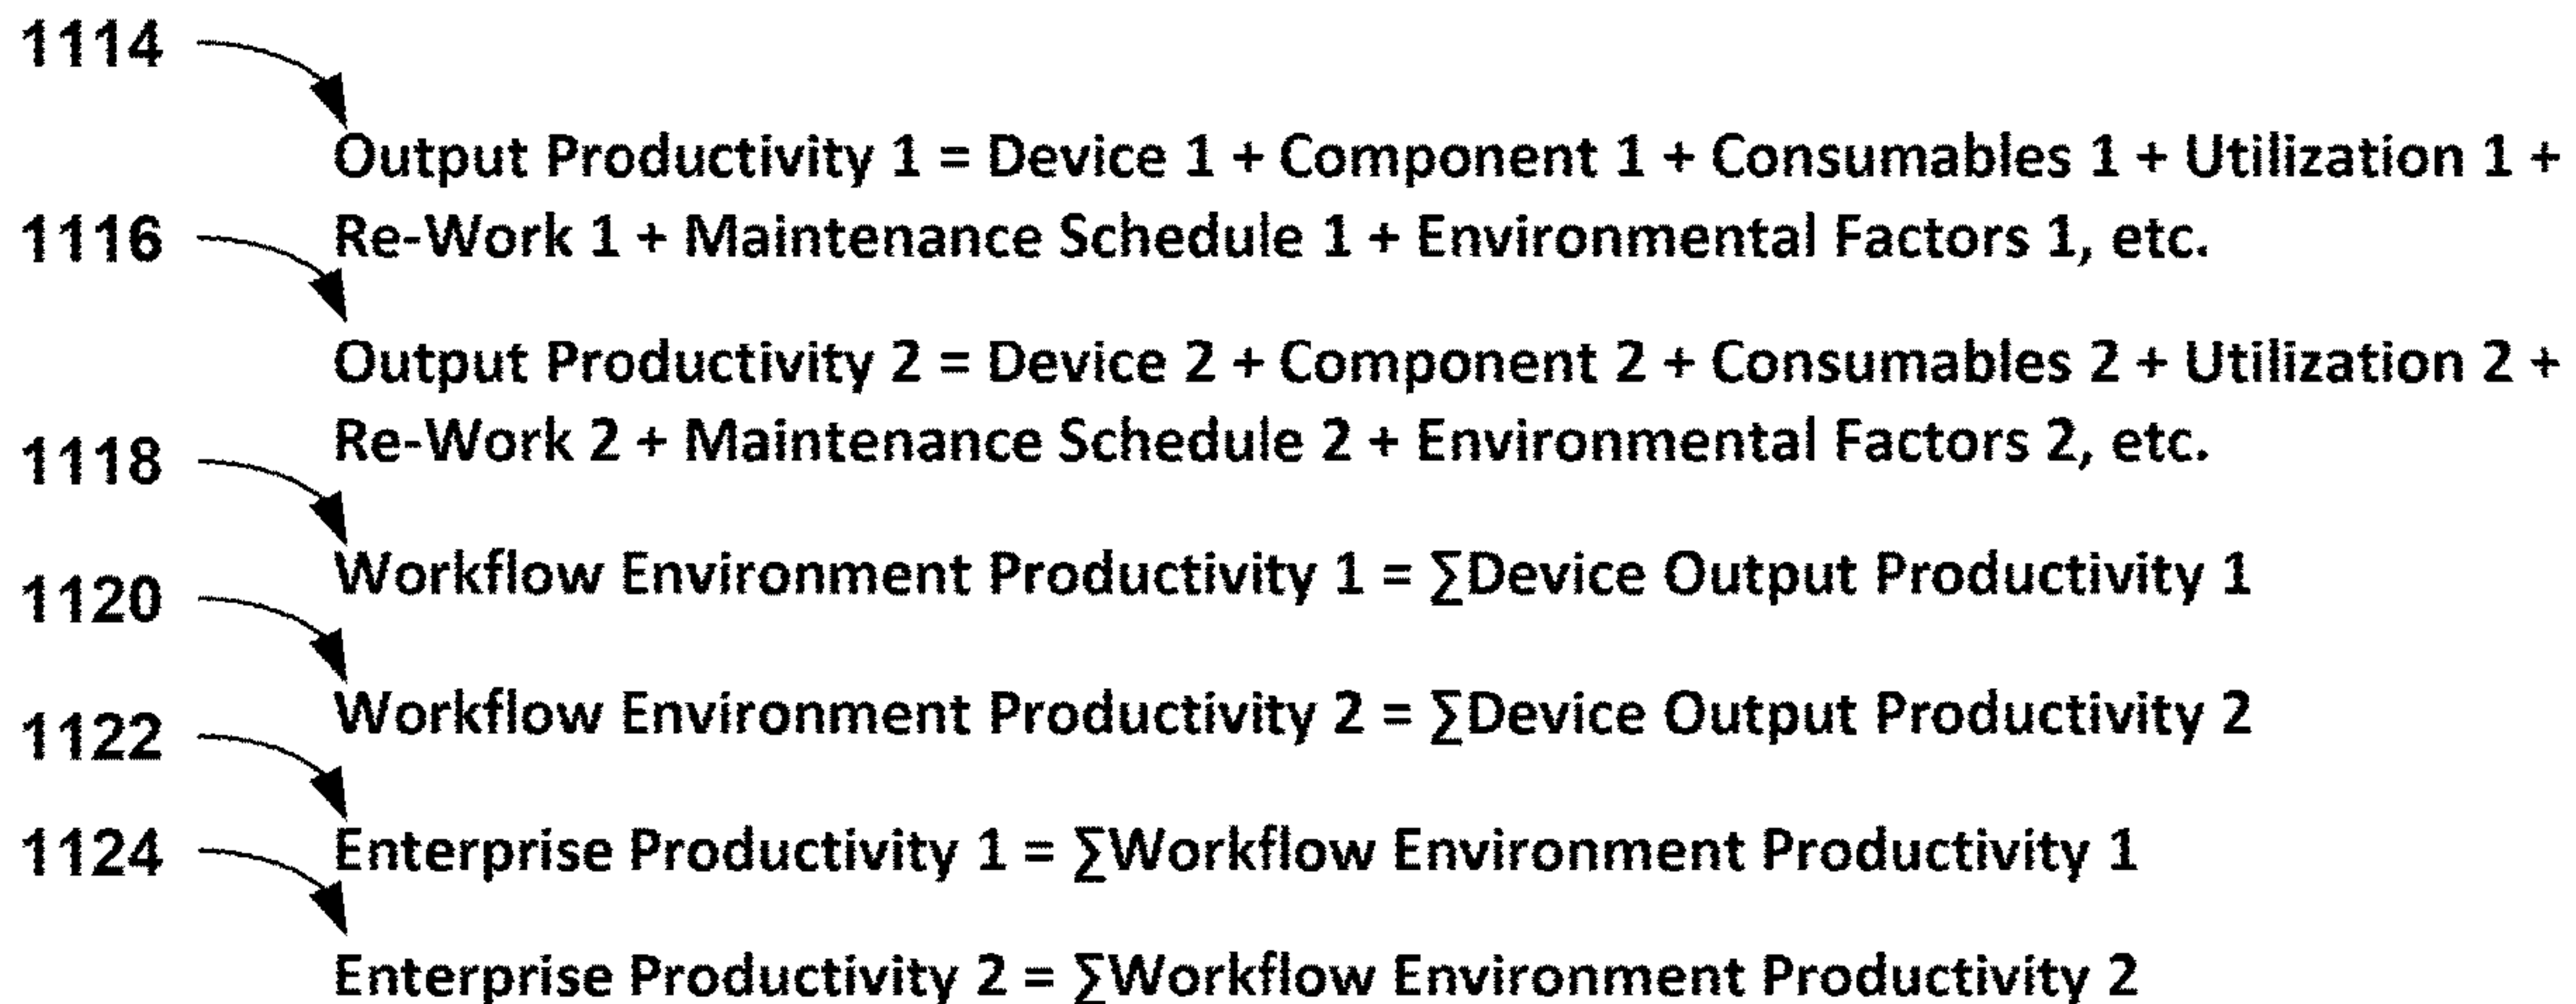 1114
Output Productivity 1 = Device 1 + Component 1 + Consumables 1 + Utilization 1 +
1116
Re-Work 1 + Maintenance Schedule 1 + Environmental Factors 1, etc.
Output Productivity 2 = Device 2 + Component 2 + Consumables 2 + Utilization 2 +
1118
Re-Work 2 + Maintenance Schedule 2 + Environmental Factors 2, etc.
Workflow Environment Productivity 1 = ∑Device Output Productivity 1
1120
Workflow Environment Productivity 2 = ∑Device Output Productivity 2
1122
Enterprise Productivity 1 = ∑Workflow Environment Productivity 1
1124
Enterprise Productivity 2 = ∑Workflow Environment Productivity 2